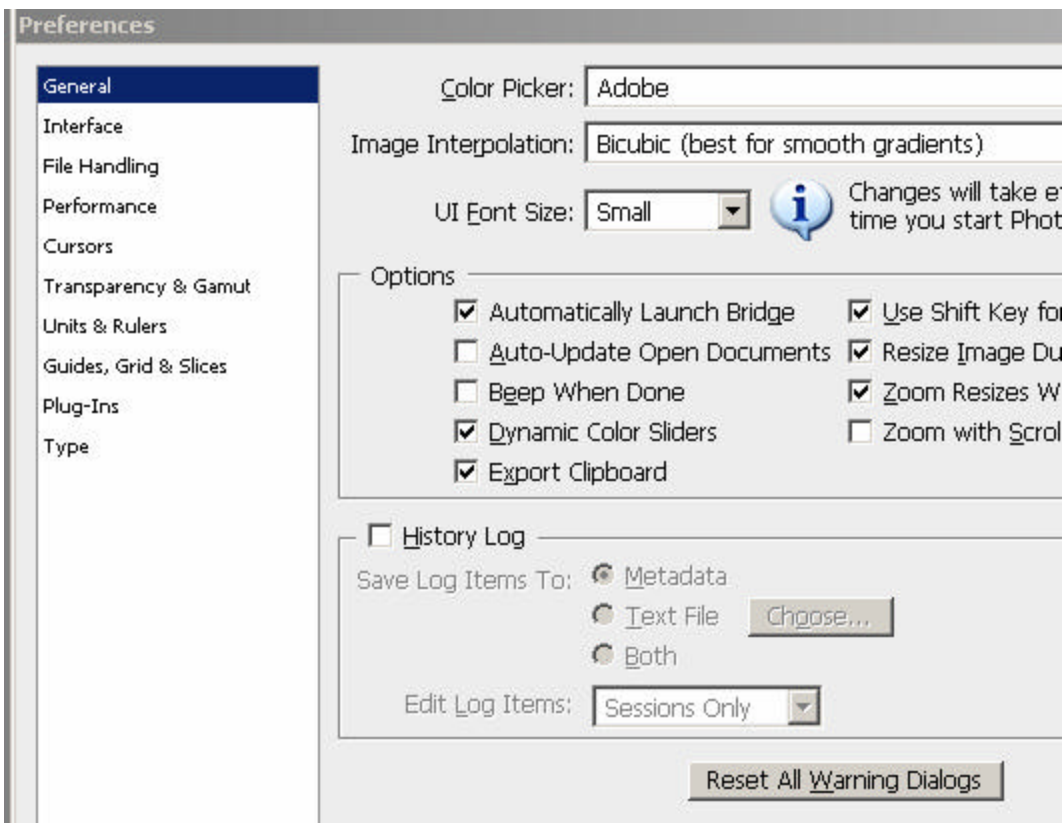 Preferences
General
Interface
File Handling
Performance
Cursors
Transparency & Gamut
Units & Rulers
Guides, Grid & Slices
Plug-Ins
Type
Color Picker: Adobe
Image Interpolation: Bicubic (best for smooth gradients)
UI Font Size: Small
Changes will take
time you start
Options
Automatically Launch Bridge
Auto-Update Open Documents
Beep When Done
Dynamic Color Sliders
Export Clipboard
Use Shift Key for
Resize Image
Zoom Resizes
Zoom with
History Log
Save Log Items To: Metadata
Text File Choose...
Both
Edit Log Items: Sessions Only
Reset All Warning Dialogs